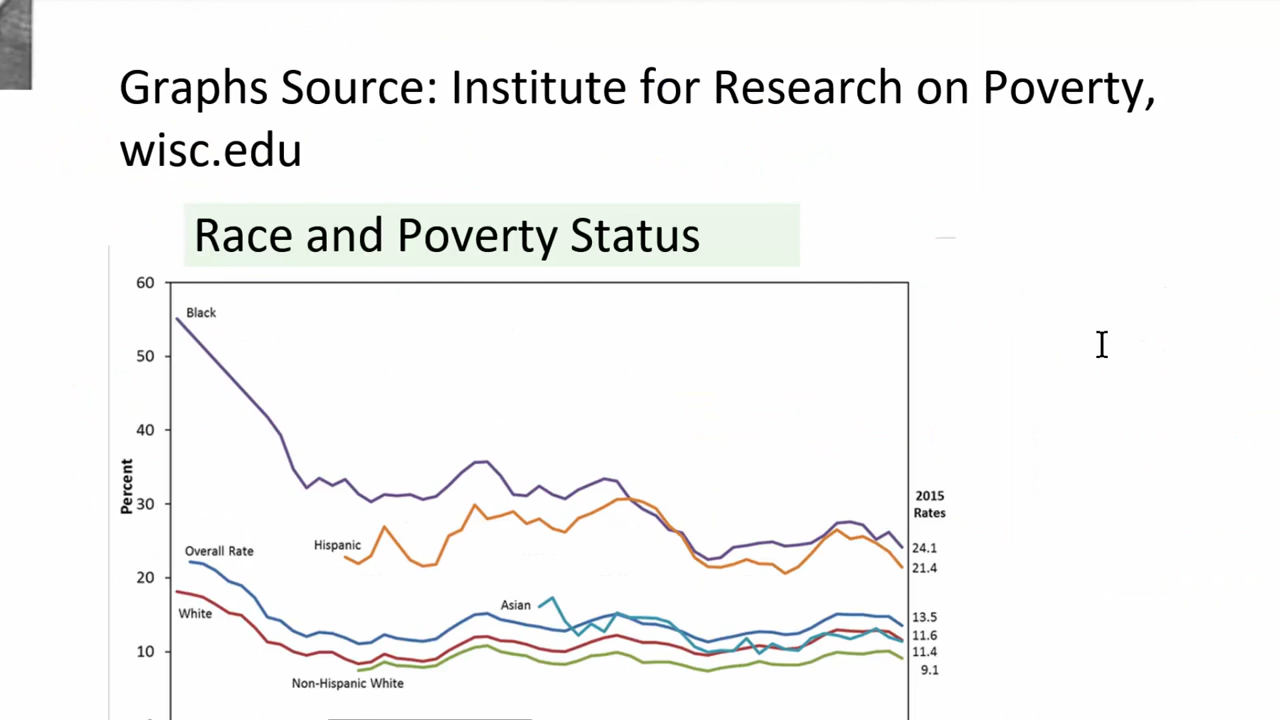 Graphs Source: Institute for Research on Poverty,
wisc.edu
Race and Poverty Status
60
Black
50
40
Percent
30
2015
Rates
Hispanic
24.1
Overall Rate
21.4
20
Asian
White
13.5
11.6
10
11.4
9.1
Non-Hispanic White